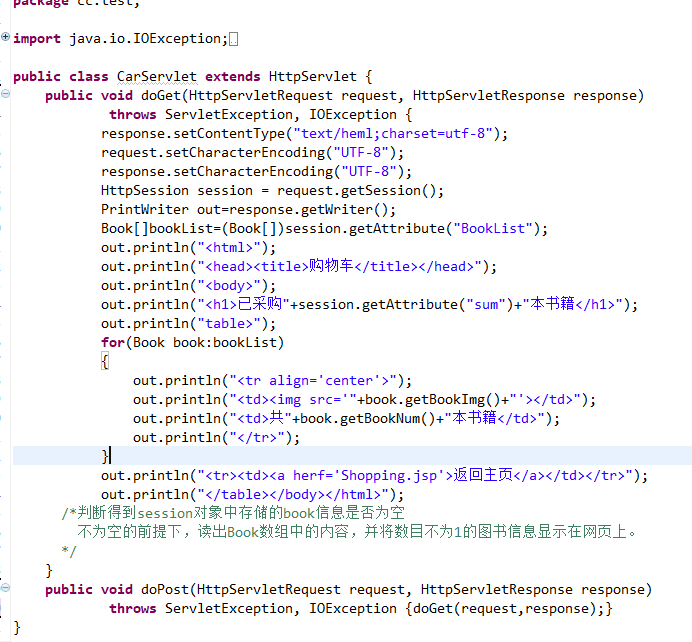 package cc.test;
import java.io.IOException;
public class CarServlet extends HttpServlet {
public void doGet(HttpServletRequest request, HttpServletResponse response)
throws ServletException, IOException {
response.setContentType("text/heml;charset=utf-8");
request.setCharacterEncoding("UTF-8");
response.setCharacterEncoding("UTF-8");
HttpSession session = request.getSession();
PrintWriter out=response.getWriter();
Book[]bookList=(Book[])session.getAttribute("BookList");
out.println("<html>");
out.println("<head><title>购物车</title></head>");
out.println("<body>");
out.println("<h1>已采购"+session.getAttribute("sum")+"本书籍</h1>");
out.println("table>");
for(Book book:bookList)
{
out.println("<tr align='center'>");
out.println("<td><img src='"+book.getBookImg()+"'></td>");
out.println("<td>共"+book.getBookNum()+"本书籍</td>");
out.println("</tr>");
}
out.println("<tr><td><a herf='Shopping.jsp'>返回主页</a></td></tr>");
out.println("</table></body></html>");
/*判断得到session对象中存储的book信息是否为空
不为空的前提下，读出Book数组中的内容，并将数目不为1的图书信息显示在网页上。
*/
}
public void doPost(HttpServletRequest request, HttpServletResponse response)
throws ServletException, IOException {doGet(request,response);}
}